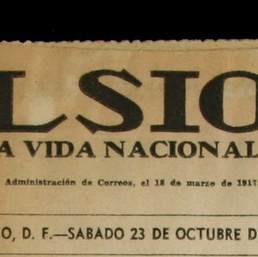 LSIO
A VIDA NACIONAL
Administración de Correos, el 18 de marzo de 1917.
O, D. F.—SABADO 23 DE OCTUBRE D